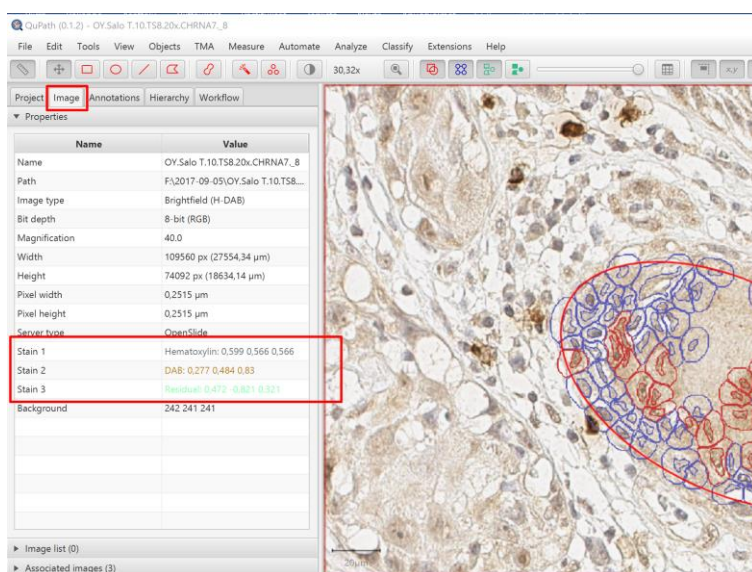 QuPath (0.1.2) - OY.Salo T.10.TS8.20x.CHRNA7._8
File Edit Tools View Objects TMA Measure Automate Analyze Classify Extensions Help
30,32x x,y
Project Image Annotations Hierarchy Workflow
▼ Properties
Name Value
Name OY.Salo T.10.TS8.20x.CHRNA7._8
Path F:\2017-09-05\OY.Salo T.10.TS8....
Image type Brightfield (H-DAB)
Bit depth 8-bit (RGB)
Magnification 40.0
Width 109560 px (27554,34 µm)
Height 74092 px (18634,14 µm)
Pixel width 0,2515 µm
Pixel height 0,2515 µm
Server type OpenSlide
Stain 1 Hematoxylin: 0,599 0,566 0,566
Stain 2 DAB: 0,277 0,484 0,83
Stain 3 Residual: 0,472 -0,821 0,321
Background 242 241 241
▶ Image list (0)
▶ Associated images (3)
20µm